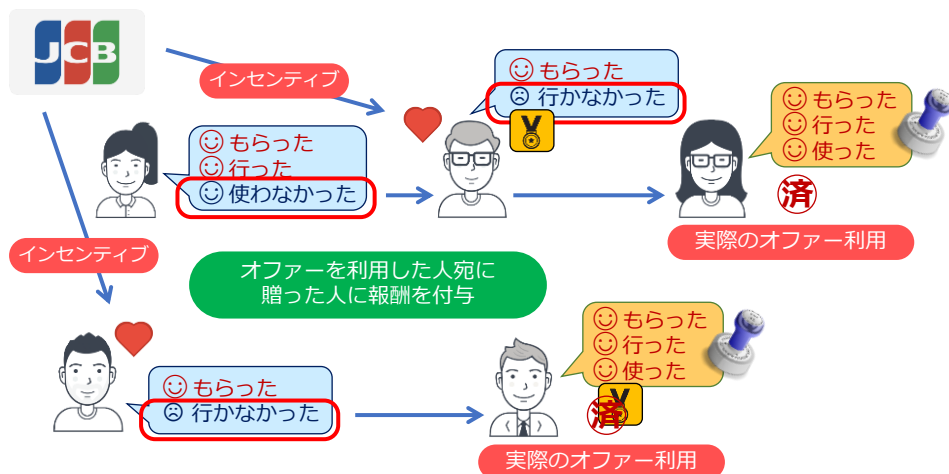 JCB
インセンティブ
もらった
行かなかった
もらった
行った
使った
もらった
行った
使わなかった
済
実際のオファー利用
インセンティブ
オファーを利用した人宛に
贈った人に報酬を付与
もらった
行った
使った
もらった
行かなかった
済
実際のオファー利用